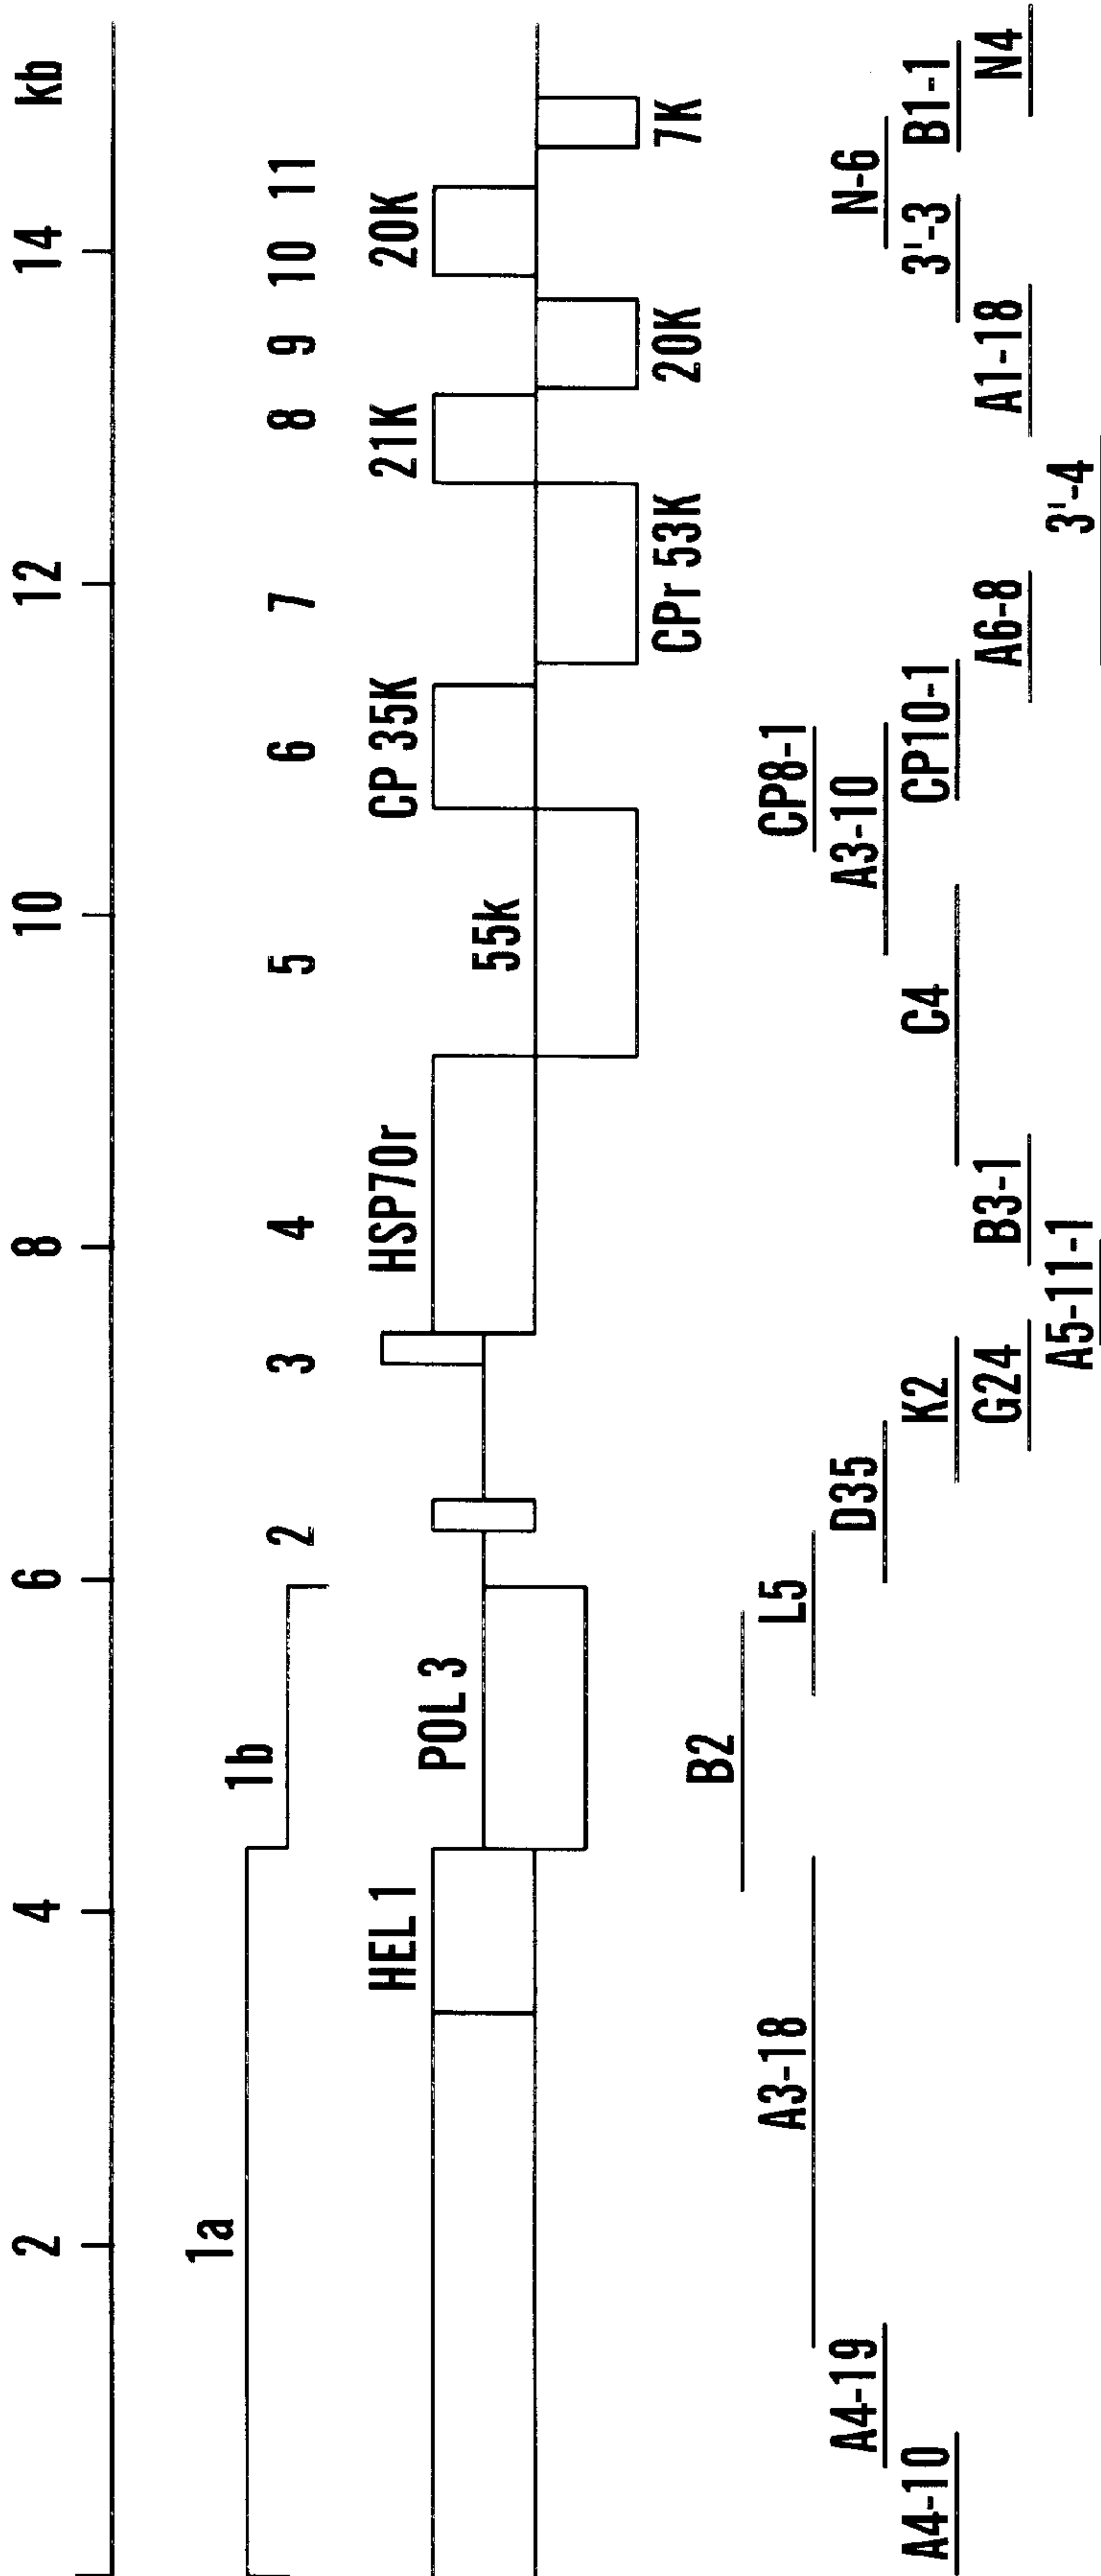 2 4 6 8 10 12 14 kb
1a 1b 2 3 4 5 6 7 8 9 10 11
HEL 1 HSP70r CP 35K 21K 20K
POL 3
55k
CPr 53K 20K 7K
B2
A3-18 L5 CP8-1
A4-19 D35 A3-10 N-6
A4-10 K2 C4 CP10-1 3'-3 B1-1
G24 B3-1 A6-8 A1-18 N4
A5-11-1 3'-4